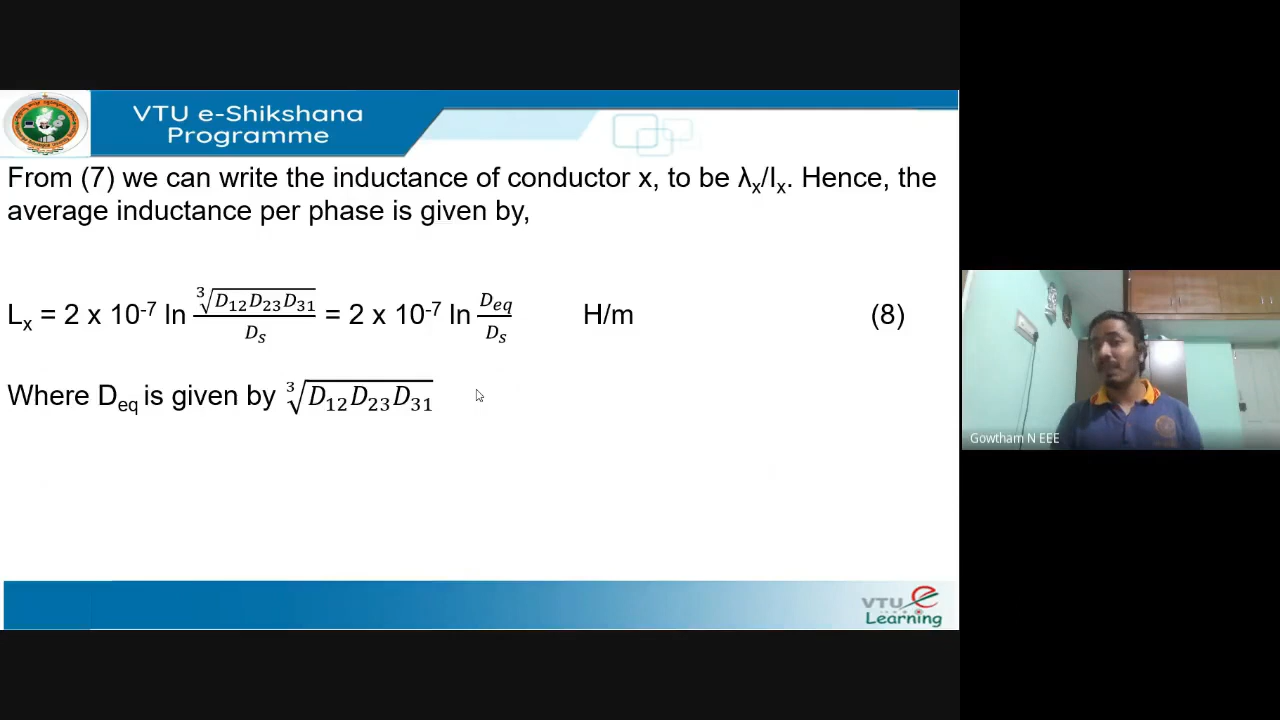 VTU e-Shikshana
Programme
From (7) we can write the inductance of conductor x, to be λₓ/Iₓ. Hence, the
average inductance per phase is given by,
Lₓ = 2 x 10⁻⁷ ln ∛(D₁₂D₂₃D₃₁)/Dₛ = 2 x 10⁻⁷ ln D_eq/Dₛ H/m (8)
Where D_eq is given by ∛(D₁₂D₂₃D₃₁)
Gowtham N EEE
VTU e
Learning